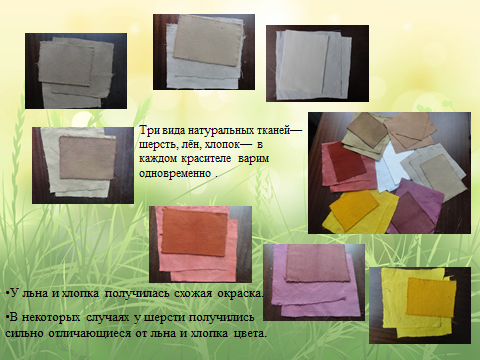 Три вида натуральных тканей—
шерсть, лён, хлопок— в
каждом красителе варим
одновременно .
•У льна и хлопка получилась схожая окраска.
•В некоторых случаях у шерсти получились
сильно отличающиеся от льна и хлопка цвета.